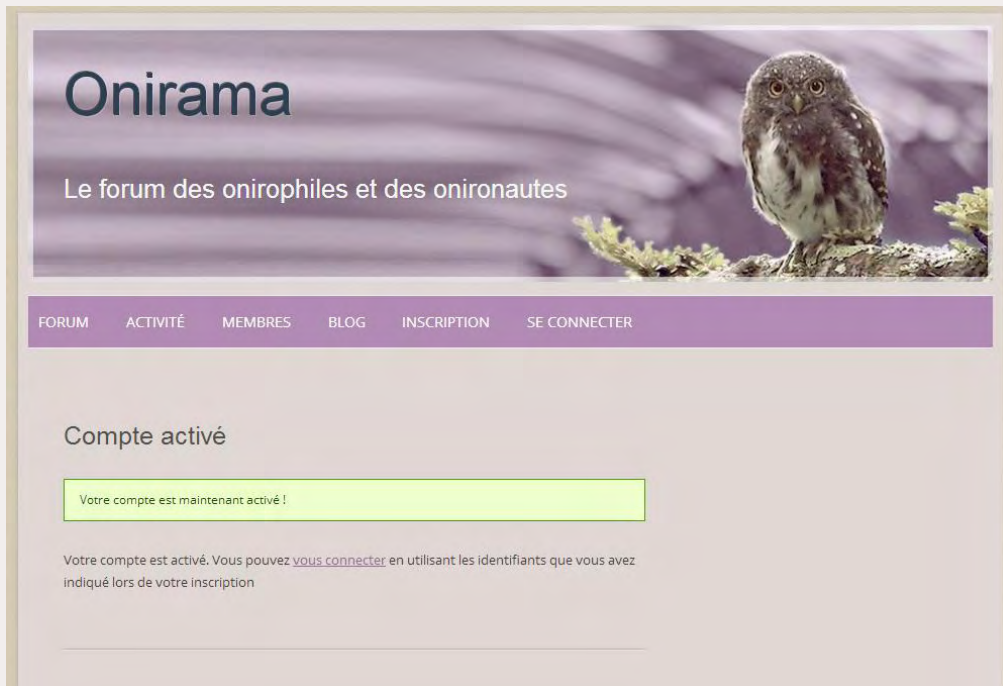 Onirama
Le forum des onirophiles et des onironautes
FORUM ACTIVITÉ MEMBRES BLOG INSCRIPTION SE CONNECTER
Compte activé
Votre compte est maintenant activé !
Votre compte est activé. Vous pouvez vous connecter en utilisant les identifiants que vous avez
indiqué lors de votre inscription